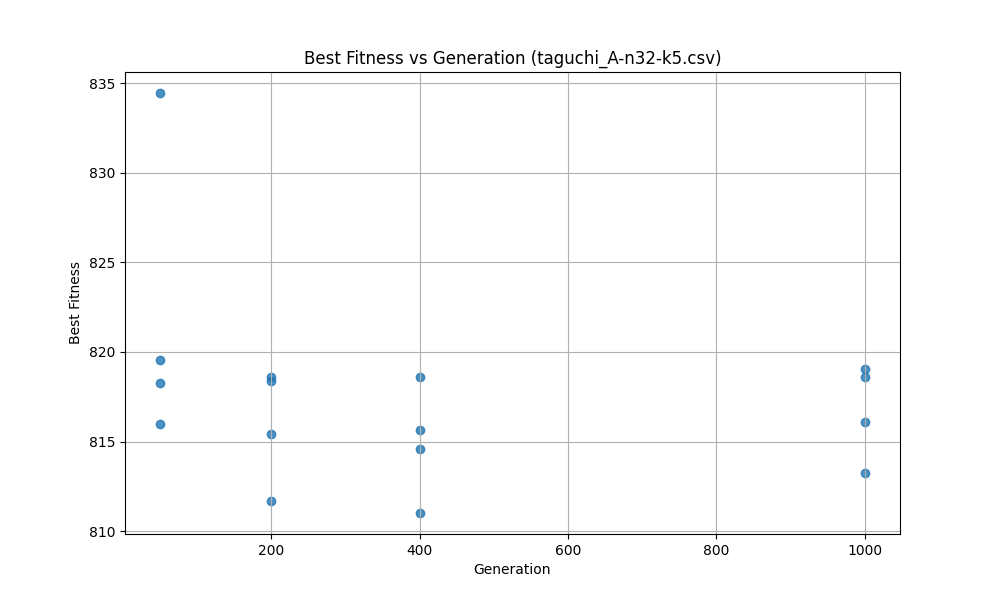 Best Fitness vs Generation (taguchi_A-n32-k5.csv)
835
830
825
820
815
810
Best Fitness
200 400 600 800 1000
Generation